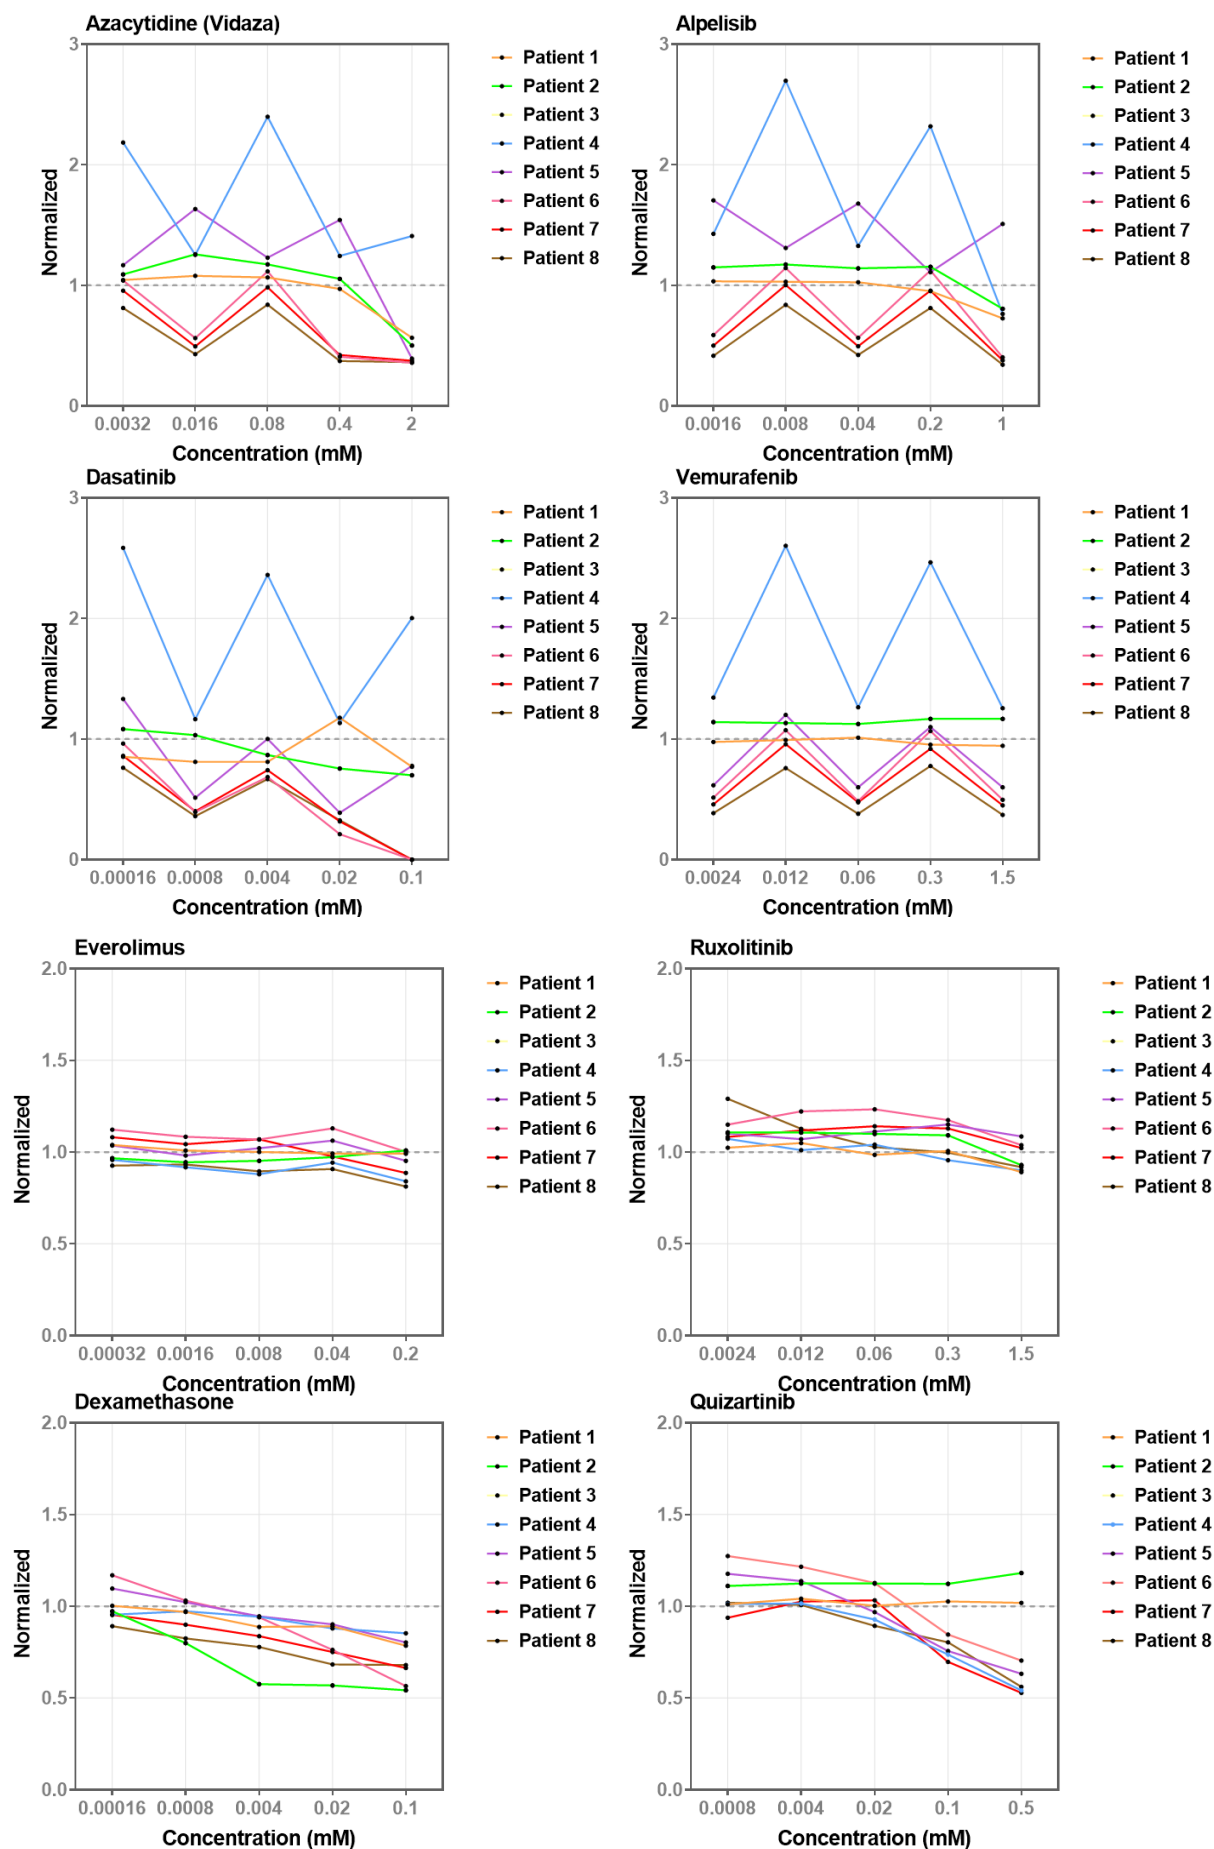 Azacytidine (Vidaza)
3
2
1
0
Normalized
0.0032 0.016 0.08 0.4 2
Concentration (mM)
Patient 1
Patient 2
Patient 3
Patient 4
Patient 5
Patient 6
Patient 7
Patient 8
Alpelisib
3
2
1
0
Normalized
0.0016 0.008 0.04 0.2 1
Concentration (mM)
Patient 1
Patient 2
Patient 3
Patient 4
Patient 5
Patient 6
Patient 7
Patient 8
Dasatinib
3
2
1
0
Normalized
0.00016 0.0008 0.004 0.02 0.1
Concentration (mM)
Patient 1
Patient 2
Patient 3
Patient 4
Patient 5
Patient 6
Patient 7
Patient 8
Vemurafenib
3
2
1
0
Normalized
0.0024 0.012 0.06 0.3 1.5
Concentration (mM)
Patient 1
Patient 2
Patient 3
Patient 4
Patient 5
Patient 6
Patient 7
Patient 8
Everolimus
2.0
1.5
1.0
0.5
0.0
Normalized
0.00032 0.0016 0.008 0.04 0.2
Concentration (mM)
Patient 1
Patient 2
Patient 3
Patient 4
Patient 5
Patient 6
Patient 7
Patient 8
Ruxolitinib
2.0
1.5
1.0
0.5
0.0
Normalized
0.0024 0.012 0.06 0.3 1.5
Concentration (mM)
Patient 1
Patient 2
Patient 3
Patient 4
Patient 5
Patient 6
Patient 7
Patient 8
Dexamethasone
2.0
1.5
1.0
0.5
0.0
Normalized
0.00016 0.0008 0.004 0.02 0.1
Concentration (mM)
Patient 1
Patient 2
Patient 3
Patient 4
Patient 5
Patient 6
Patient 7
Patient 8
Quizartinib
2.0
1.5
1.0
0.5
0.0
Normalized
0.0008 0.004 0.02 0.1 0.5
Concentration (mM)
Patient 1
Patient 2
Patient 3
Patient 4
Patient 5
Patient 6
Patient 7
Patient 8